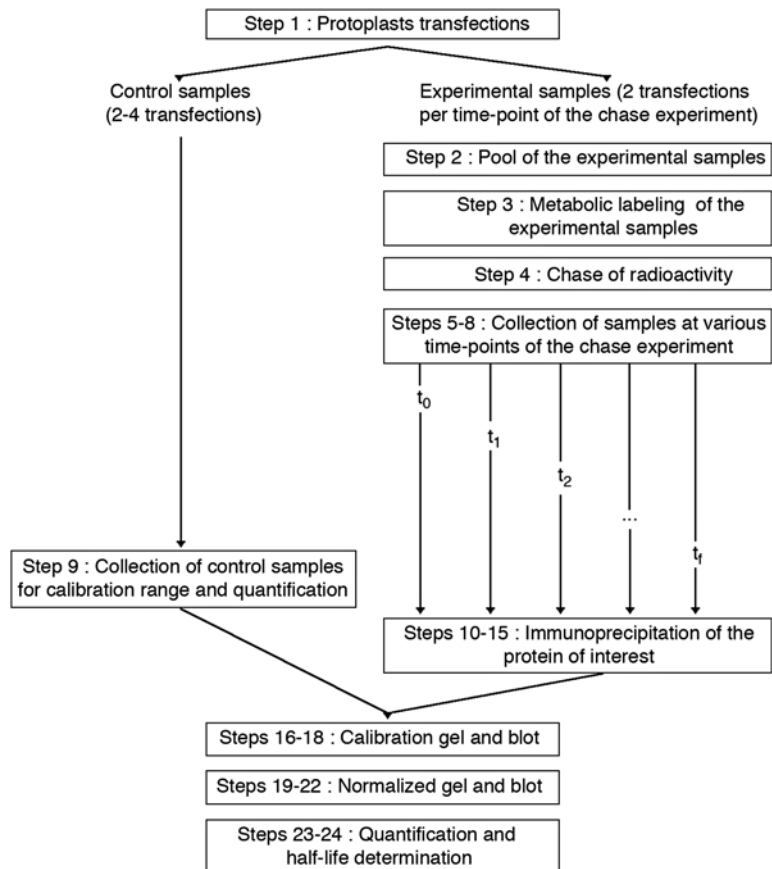 Step 1 : Protoplasts transfections
Control samples
(2-4 transfections)
Experimental samples (2 transfections
per time-point of the chase experiment)
Step 2 : Pool of the experimental samples
Step 3 : Metabolic labeling of the
experimental samples
Step 4 : Chase of radioactivity
Steps 5-8 : Collection of samples at various
time-points of the chase experiment
t0
t1
t2
...
tf
Step 9 : Collection of control samples
for calibration range and quantification
Steps 10-15 : Immunoprecipitation of the
protein of interest
Steps 16-18 : Calibration gel and blot
Steps 19-22 : Normalized gel and blot
Steps 23-24 : Quantification and
half-life determination